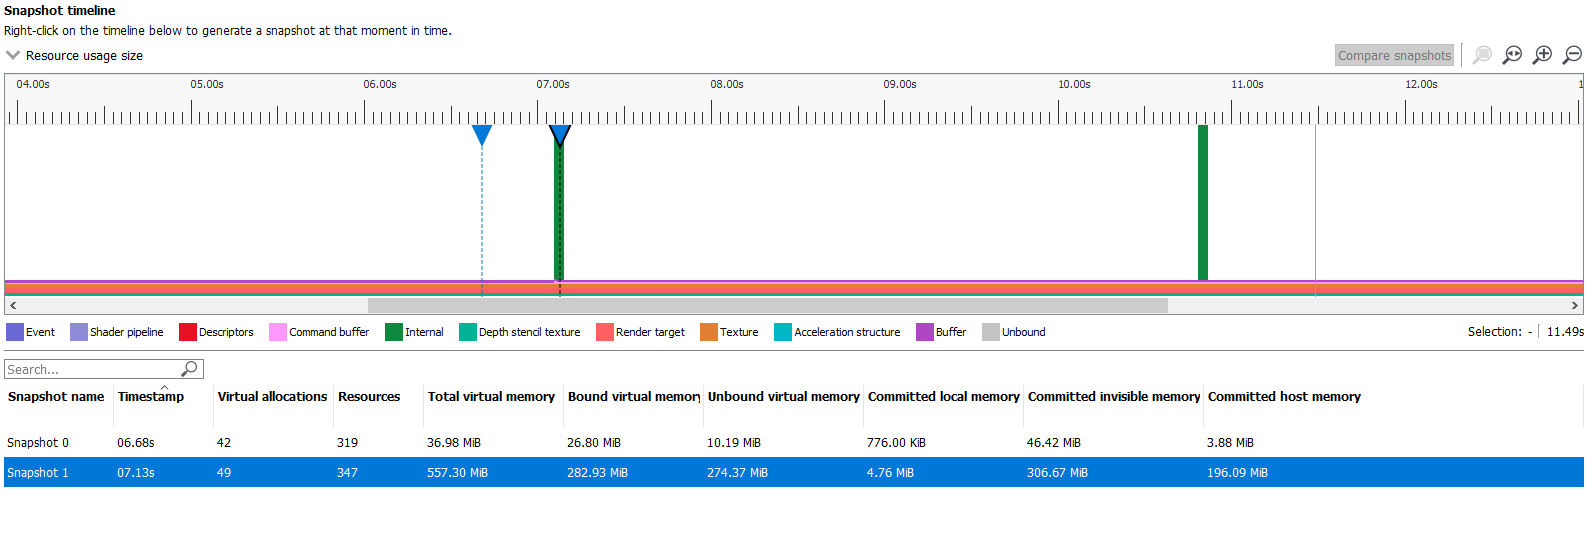 Snapshot timeline
Right-click on the timeline below to generate a snapshot at that moment in time.
Resource usage size Compare snapshots
04.00s 05.00s 06.00s 07.00s 08.00s 09.00s 10.00s 11.00s 12.00s 1
Event Shader pipeline Descriptors Command buffer Internal Depth stencil texture Render target Texture Acceleration structure Buffer Unbound Selection: - 11.49s
Search...
Snapshot name Timestamp Virtual allocations Resources Total virtual memory Bound virtual memory Unbound virtual memory Committed local memory Committed invisible memory Committed host memory
Snapshot 0 06.68s 42 319 36.98 MiB 26.80 MiB 10.19 MiB 776.00 KiB 46.42 MiB 3.88 MiB
Snapshot 1 07.13s 49 347 557.30 MiB 282.93 MiB 274.37 MiB 4.76 MiB 306.67 MiB 196.09 MiB